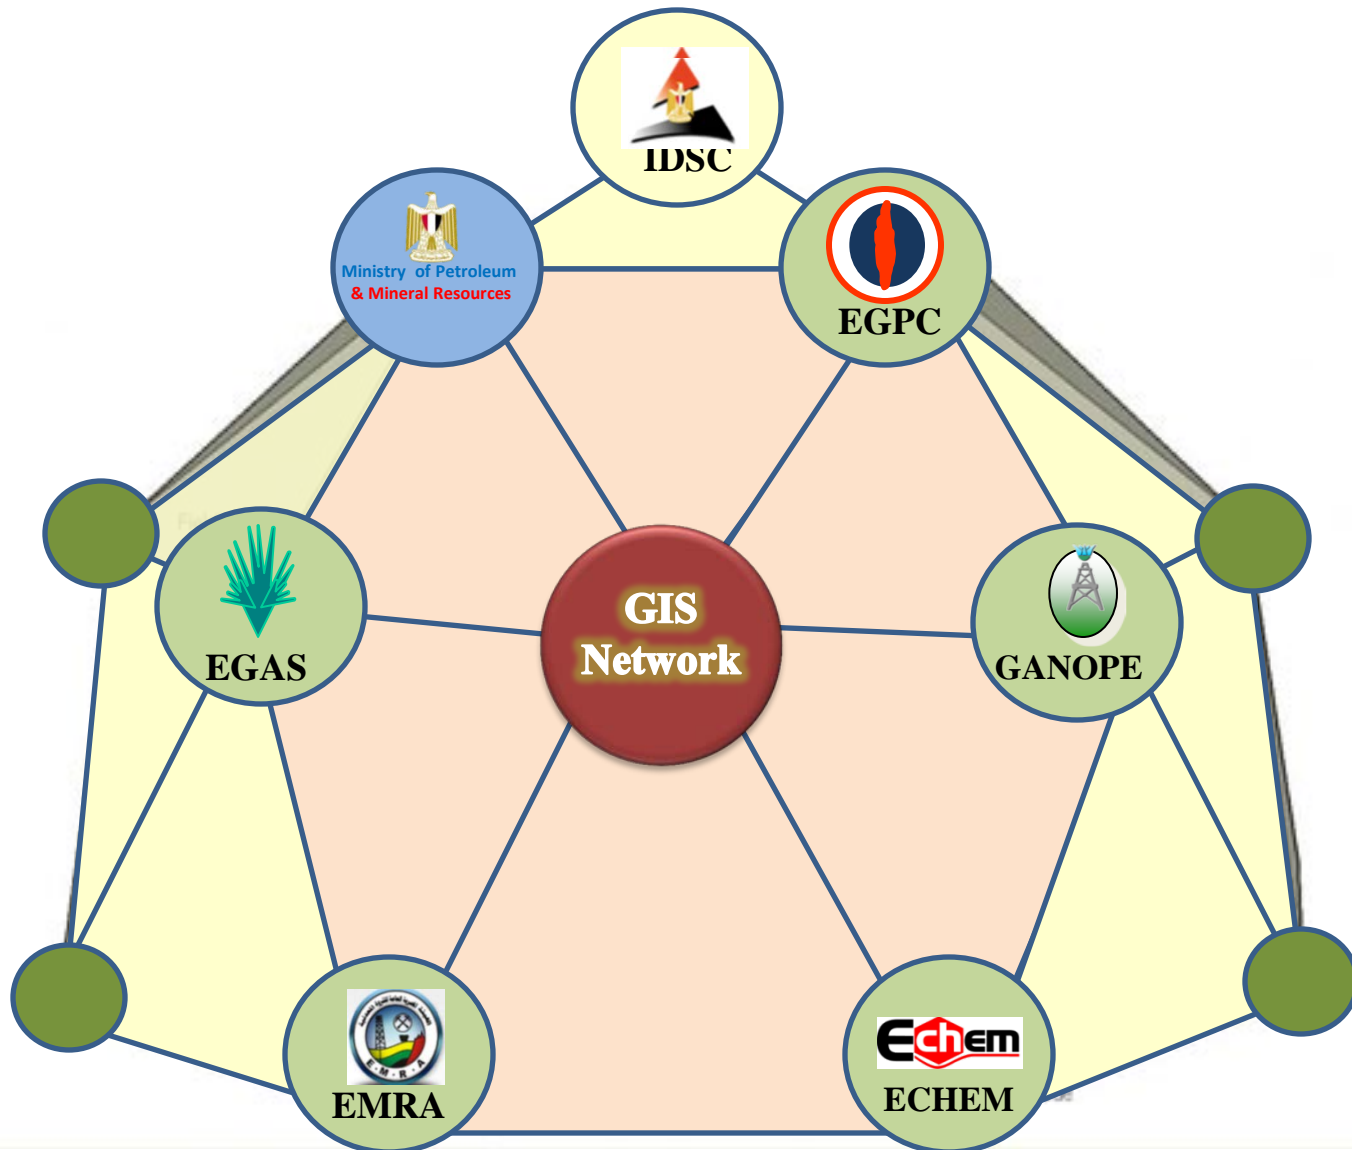 IDSC
Ministry of Petroleum
& Mineral Resources
EGPC
GIS
Network
EGAS
GANOPE
E.M.R.A
EMRA
Echem
ECHEM